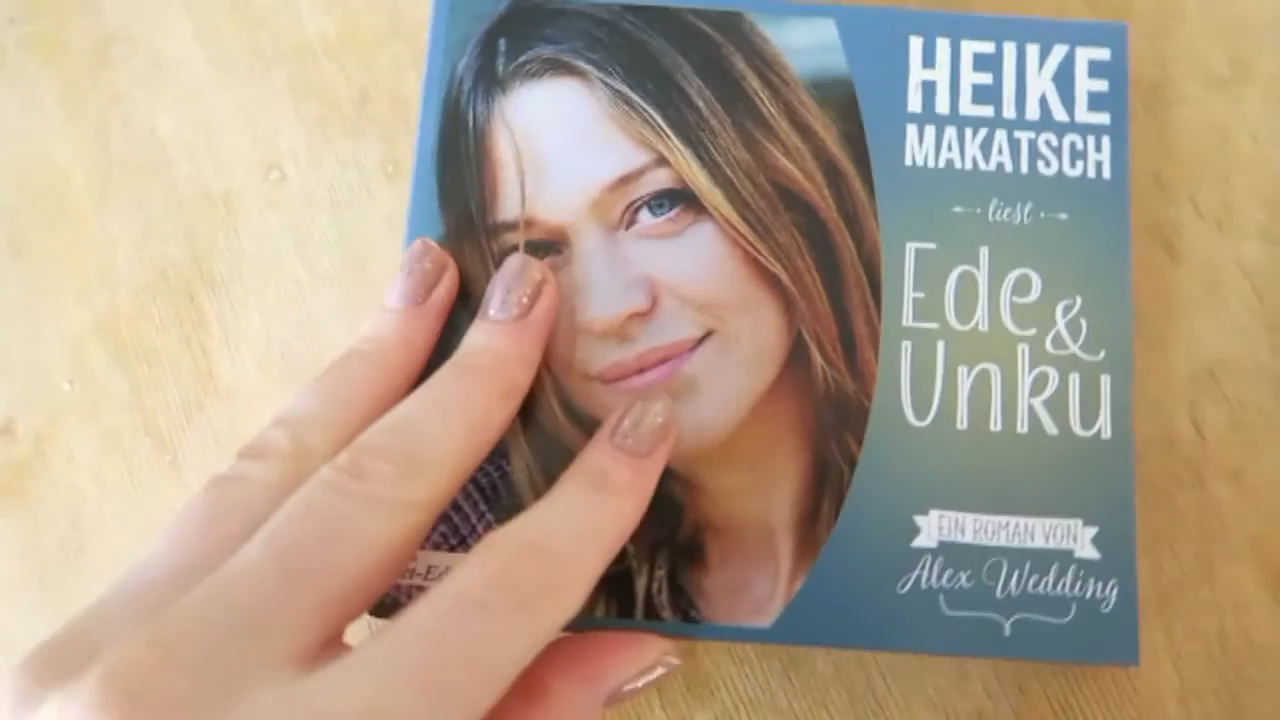 HEIKE
MAKATSCH
liest
Ede &
Unku
EIN ROMAN VON
Alex Wedding